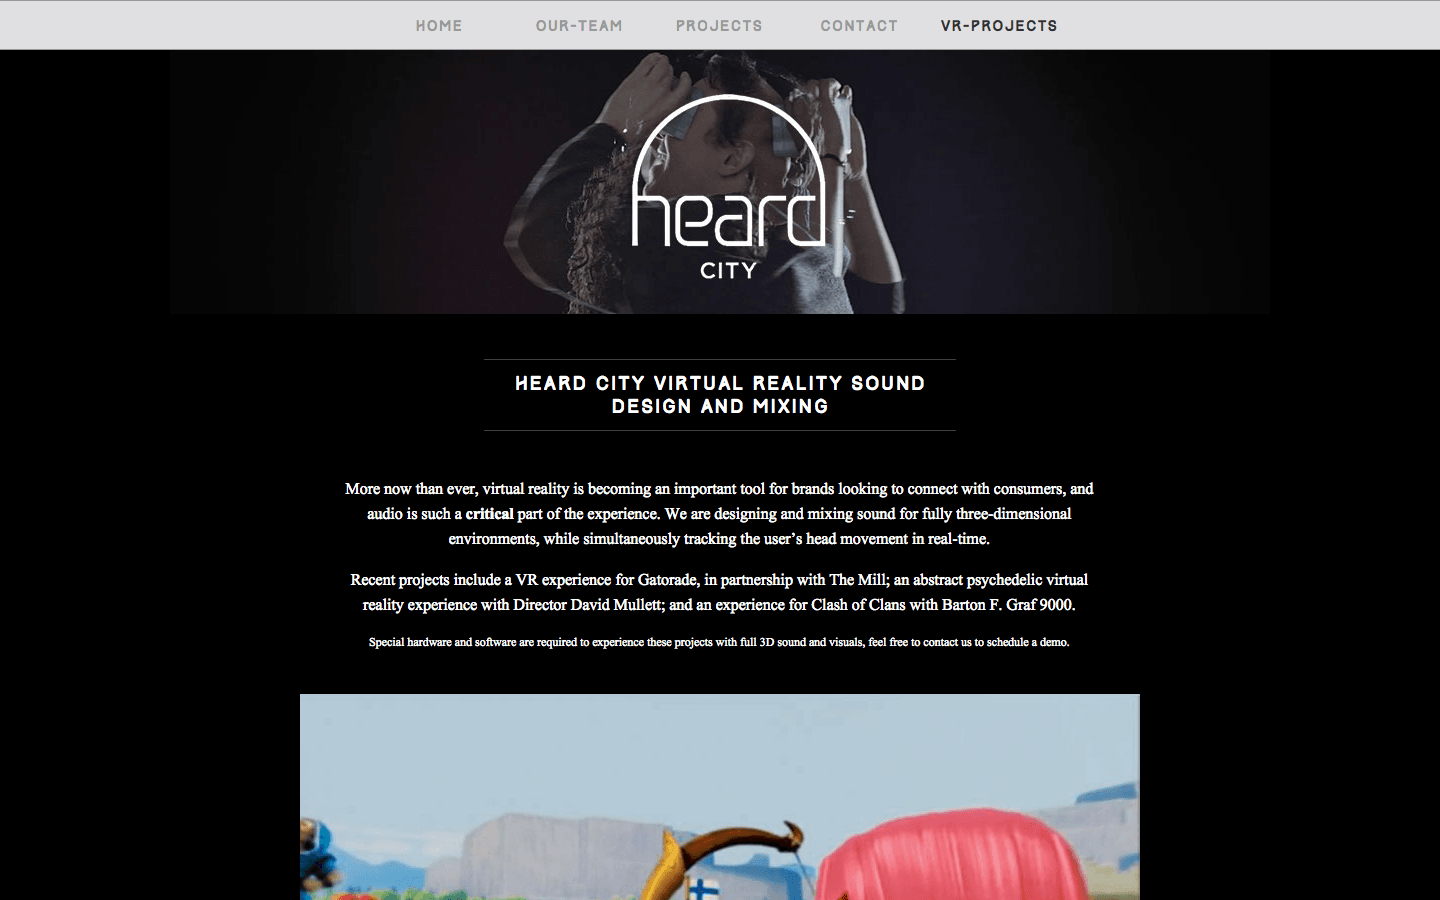 HOME OUR-TEAM PROJECTS CONTACT VR-PROJECTS
heard
CITY
HEARD CITY VIRTUAL REALITY SOUND
DESIGN AND MIXING
More now than ever, virtual reality is becoming an important tool for brands looking to connect with consumers, and
audio is such a critical part of the experience. We are designing and mixing sound for fully three-dimensional
environments, while simultaneously tracking the user’s head movement in real-time.
Recent projects include a VR experience for Gatorade, in partnership with The Mill; an abstract psychedelic virtual
reality experience with Director David Mullett; and an experience for Clash of Clans with Barton F. Graf 9000.
Special hardware and software are required to experience these projects with full 3D sound and visuals, feel free to contact us to schedule a demo.